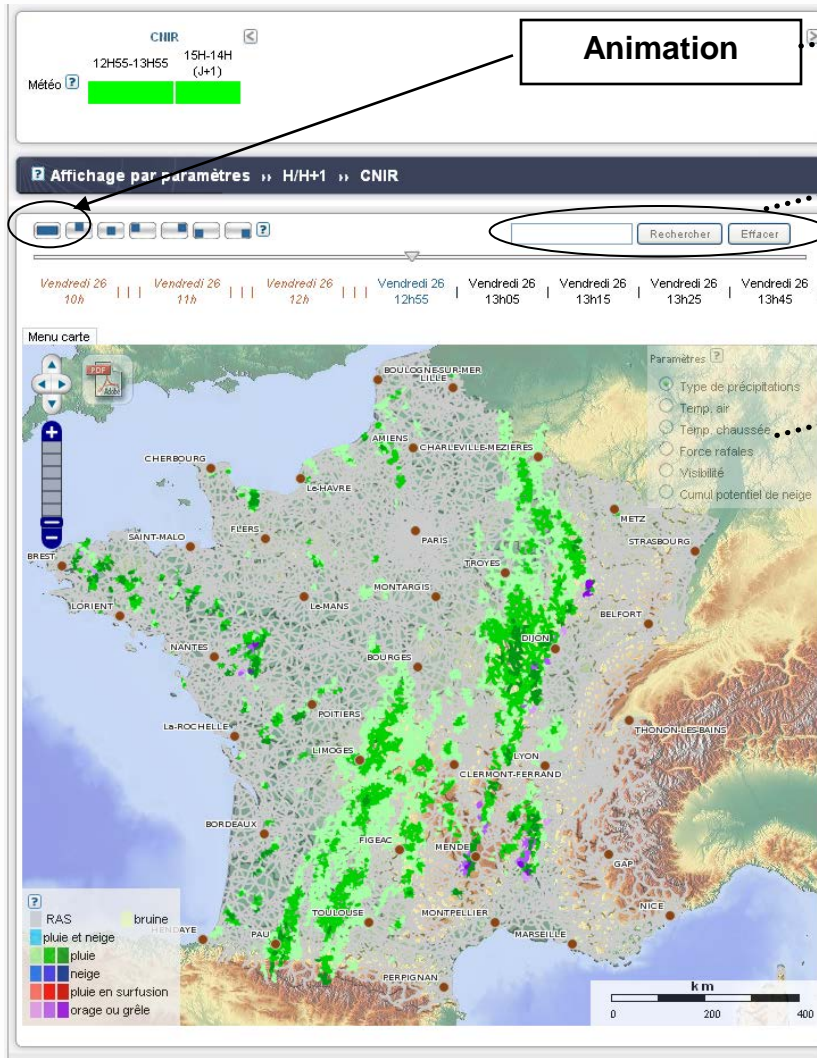 CNIR
12H55-13H55
15H-14H
(J+1)
Météo ?
Animation
? Affichage par paramètres ›› H/H+1 ›› CNIR
? Rechercher Effacer
Vendredi 26
10h
Vendredi 26
11h
Vendredi 26
12h
Vendredi 26
12h55
Vendredi 26
13h05
Vendredi 26
13h15
Vendredi 26
13h25
Vendredi 26
13h45
Menu carte
PDF
Adobe
Paramètres ?
Type de précipitations
Temp. air
Temp. chaussée
Force rafales
Visibilité
Cumul potentiel de neige
BOULOGNE-SUR-MER
LILLE
AMIENS
CHARLEVILLE-MEZIERES
CHERBOURG
Le-HAVRE
METZ
FLERS
PARIS
STRASBOURG
SAINT-MALO
BREST
TROYES
MONTARGIS
LORIENT
Le-MANS
BELFORT
NANTES
DIJON
BOURGES
POITIERS
La-ROCHELLE
THONON-LES-BAINS
LIMOGES
LYON
CLERMONT-FERRAND
BORDEAUX
FIGEAC
MENDE
GAP
NICE
TOULOUSE
MONTPELLIER
HENDAYE
PAU
MARSEILLE
PERPIGNAN
?
RAS bruine
pluie et neige
pluie
neige
pluie en surfusion
orage ou grêle
km
0 200 400